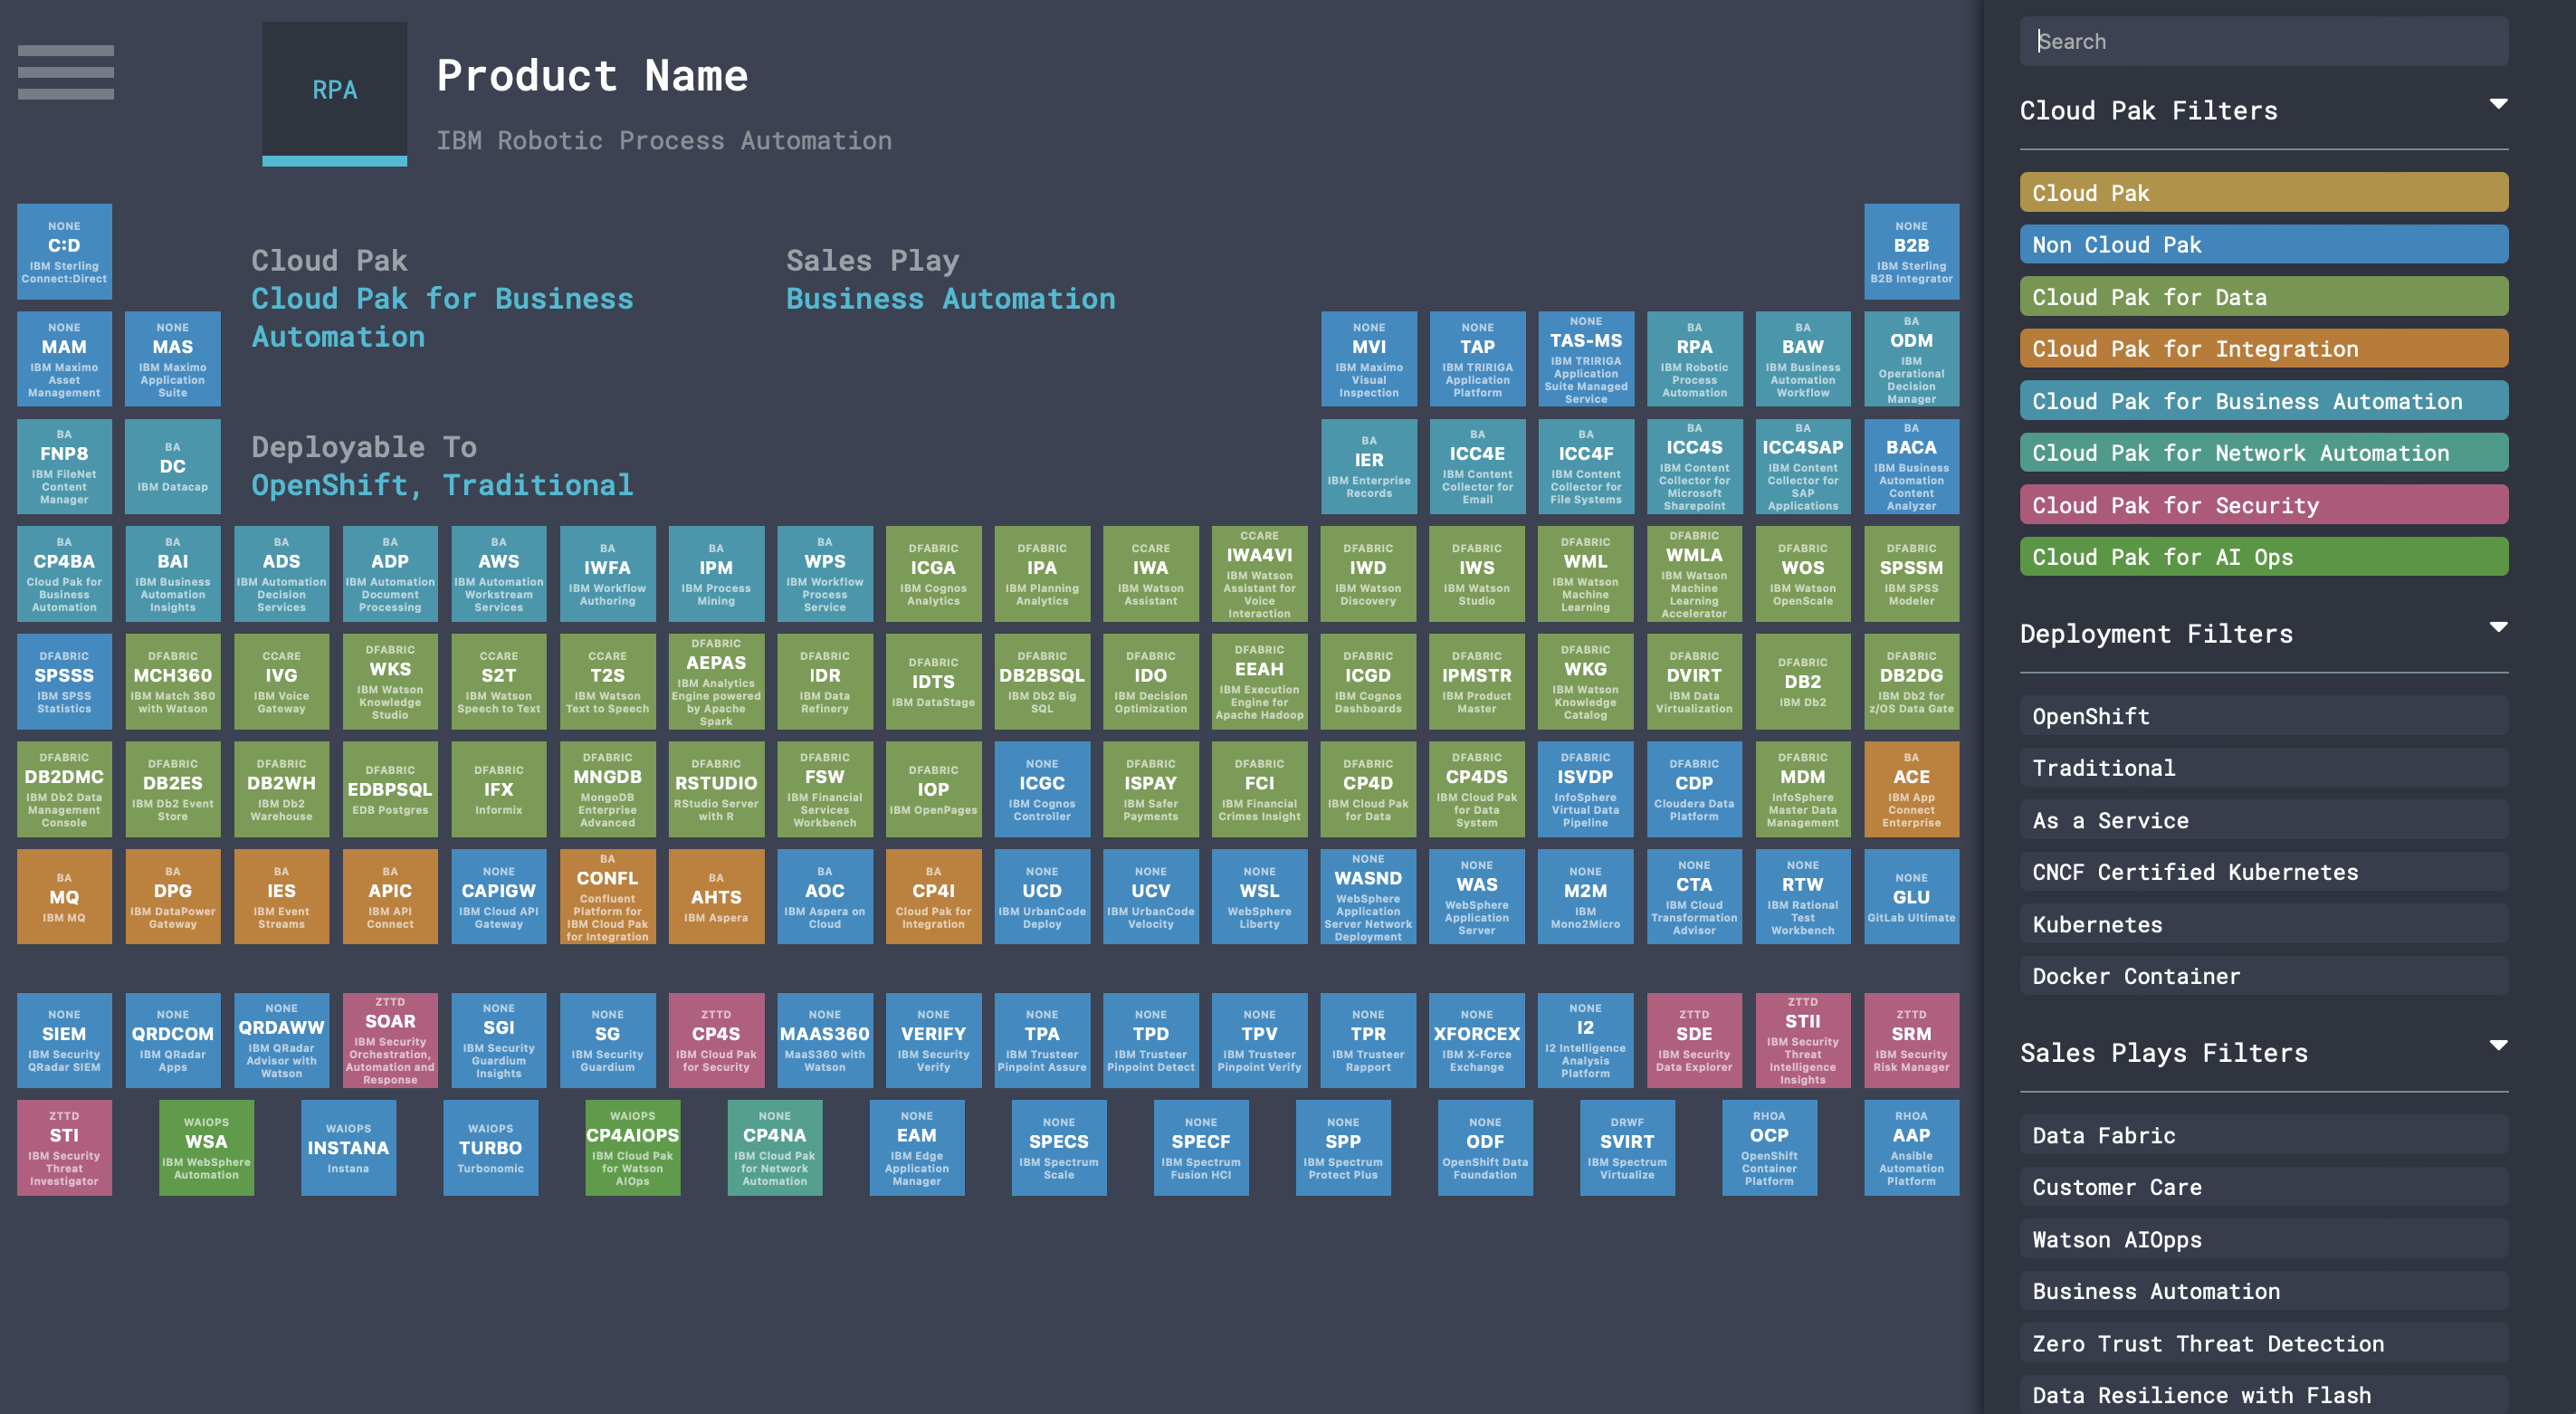 RPA
Product Name
IBM Robotic Process Automation
Cloud Pak
Cloud Pak for Business
Automation
Sales Play
Business Automation
Deployable To
OpenShift, Traditional
NONE
C:D
IBM Sterling
Connect:Direct
NONE
B2B
IBM Sterling
B2B Integrator
NONE
MAM
IBM Maximo
Asset
Management
NONE
MAS
IBM Maximo
Application
Suite
NONE
MVI
IBM Maximo
Visual
Inspection
NONE
TAP
IBM TRIRIGA
Application
Platform
NONE
TAS-MS
IBM TRIRIGA
Application
Suite Managed
Service
BA
RPA
IBM Robotic
Process
Automation
BA
BAW
IBM Business
Automation
Workflow
BA
ODM
IBM
Operational
Decision
Manager
BA
FNP8
IBM FileNet
Content
Manager
BA
DC
IBM Datacap
BA
IER
IBM Enterprise
Records
BA
ICC4E
IBM Content
Collector for
Email
BA
ICC4F
IBM Content
Collector for
File Systems
BA
ICC4S
IBM Content
Collector for
Microsoft
Sharepoint
BA
ICC4SAP
IBM Content
Collector for
SAP
Applications
BA
BACA
IBM Business
Automation
Content
Analyzer
BA
CP4BA
Cloud Pak for
Business
Automation
BA
BAI
IBM Business
Automation
Insights
BA
ADS
IBM Automation
Decision
Services
BA
ADP
IBM Automation
Document
Processing
BA
AWS
IBM Automation
Workstream
Services
BA
IWFA
IBM Workflow
Authoring
BA
IPM
IBM Process
Mining
BA
WPS
IBM Workflow
Process
Service
DFABRIC
ICGA
IBM Cognos
Analytics
DFABRIC
IPA
IBM Planning
Analytics
CCARE
IWA
IBM Watson
Assistant
CCARE
IWA4VI
IBM Watson
Assistant for
Voice
Interaction
DFABRIC
IWD
IBM Watson
Discovery
DFABRIC
IWS
IBM Watson
Studio
DFABRIC
WML
IBM Watson
Machine
Learning
DFABRIC
WMLA
IBM Watson
Machine
Learning
Accelerator
DFABRIC
WOS
IBM Watson
OpenScale
DFABRIC
SPSSM
IBM SPSS
Modeler
DFABRIC
SPSSS
IBM SPSS
Statistics
DFABRIC
MCH360
IBM Match 360
with Watson
CCARE
IVG
IBM Voice
Gateway
DFABRIC
WKS
IBM Watson
Knowledge
Studio
CCARE
S2T
IBM Watson
Speech to Text
CCARE
T2S
IBM Watson
Text to Speech
DFABRIC
AEPAS
IBM Analytics
Engine powered
by Apache
Spark
DFABRIC
IDR
IBM Data
Refinery
DFABRIC
IDTS
IBM DataStage
DFABRIC
DB2BSQL
IBM Db2 Big
SQL
DFABRIC
IDO
IBM Decision
Optimization
DFABRIC
EEAH
IBM Execution
Engine for
Apache Hadoop
DFABRIC
ICGD
IBM Cognos
Dashboards
DFABRIC
IPMSTR
IBM Product
Master
DFABRIC
WKG
IBM Watson
Knowledge
Catalog
DFABRIC
DVIRT
IBM Data
Virtualization
DFABRIC
DB2
IBM Db2
DFABRIC
DB2DG
IBM Db2 for
z/OS Data Gate
DFABRIC
DB2DMC
IBM Db2 Data
Management
Console
DFABRIC
DB2ES
IBM Db2 Event
Store
DFABRIC
DB2WH
IBM Db2
Warehouse
DFABRIC
EDBPSQL
EDB Postgres
DFABRIC
IFX
Informix
DFABRIC
MNGDB
MongoDB
Enterprise
Advanced
DFABRIC
RSTUDIO
RStudio Server
with R
DFABRIC
FSW
IBM Financial
Services
Workbench
DFABRIC
IOP
IBM OpenPages
NONE
ICGC
IBM Cognos
Controller
DFABRIC
ISPAY
IBM Safer
Payments
DFABRIC
FCI
IBM Financial
Crimes Insight
DFABRIC
CP4D
IBM Cloud Pak
for Data
DFABRIC
CP4DS
IBM Cloud Pak
for Data
System
DFABRIC
ISVDP
InfoSphere
Virtual Data
Pipeline
DFABRIC
CDP
Cloudera Data
Platform
DFABRIC
MDM
InfoSphere
Master Data
Management
BA
ACE
IBM App
Connect
Enterprise
BA
MQ
IBM MQ
BA
DPG
IBM DataPower
Gateway
BA
IES
IBM Event
Streams
BA
APIC
IBM API
Connect
NONE
CAPIGW
IBM Cloud API
Gateway
BA
CONFL
Confluent
Platform for
IBM Cloud Pak
for Integration
BA
AHTS
IBM Aspera
BA
AOC
IBM Aspera on
Cloud
BA
CP4I
Cloud Pak for
Integration
NONE
UCD
IBM UrbanCode
Deploy
NONE
UCV
IBM UrbanCode
Velocity
NONE
WSL
WebSphere
Liberty
NONE
WASND
WebSphere
Application
Server Network
Deployment
NONE
WAS
WebSphere
Application
Server
NONE
M2M
IBM
Mono2Micro
NONE
CTA
IBM Cloud
Transformation
Advisor
NONE
RTW
IBM Rational
Test
Workbench
NONE
GLU
GitLab Ultimate
NONE
SIEM
IBM Security
QRadar SIEM
NONE
QRDCOM
IBM QRadar
Apps
NONE
QRDAWW
IBM QRadar
Advisor with
Watson
ZTTD
SOAR
IBM Security
Orchestration,
Automation and
Response
NONE
SGI
IBM Security
Guardium
Insights
NONE
SG
IBM Security
Guardium
ZTTD
CP4S
IBM Cloud Pak
for Security
NONE
MAAS360
MaaS360 with
Watson
NONE
VERIFY
IBM Security
Verify
NONE
TPA
IBM Trusteer
Pinpoint Assure
NONE
TPD
IBM Trusteer
Pinpoint Detect
NONE
TPV
IBM Trusteer
Pinpoint Verify
NONE
TPR
IBM Trusteer
Rapport
NONE
XFORCEX
IBM X-Force
Exchange
NONE
I2
I2 Intelligence
Analysis
Platform
ZTTD
SDE
IBM Security
Data Explorer
ZTTD
STII
IBM Security
Threat
Intelligence
Insights
ZTTD
SRM
IBM Security
Risk Manager
ZTTD
STI
IBM Security
Threat
Investigator
WAIOPS
WSA
IBM WebSphere
Automation
WAIOPS
INSTANA
Instana
WAIOPS
TURBO
Turbonomic
WAIOPS
CP4AIOPS
IBM Cloud Pak
for Watson
AIOps
NONE
CP4NA
IBM Cloud Pak
for Network
Automation
NONE
EAM
IBM Edge
Application
Manager
NONE
SPECS
IBM Spectrum
Scale
NONE
SPECF
IBM Spectrum
Fusion HCI
NONE
SPP
IBM Spectrum
Protect Plus
NONE
ODF
OpenShift Data
Foundation
DRWF
SVIRT
IBM Spectrum
Virtualize
RHOA
OCP
OpenShift
Container
Platform
RHOA
AAP
Ansible
Automation
Platform
Search
Cloud Pak Filters
Cloud Pak
Non Cloud Pak
Cloud Pak for Data
Cloud Pak for Integration
Cloud Pak for Business Automation
Cloud Pak for Network Automation
Cloud Pak for Security
Cloud Pak for AI Ops
Deployment Filters
OpenShift
Traditional
As a Service
CNCF Certified Kubernetes
Kubernetes
Docker Container
Sales Plays Filters
Data Fabric
Customer Care
Watson AIOpps
Business Automation
Zero Trust Threat Detection
Data Resilience with Flash